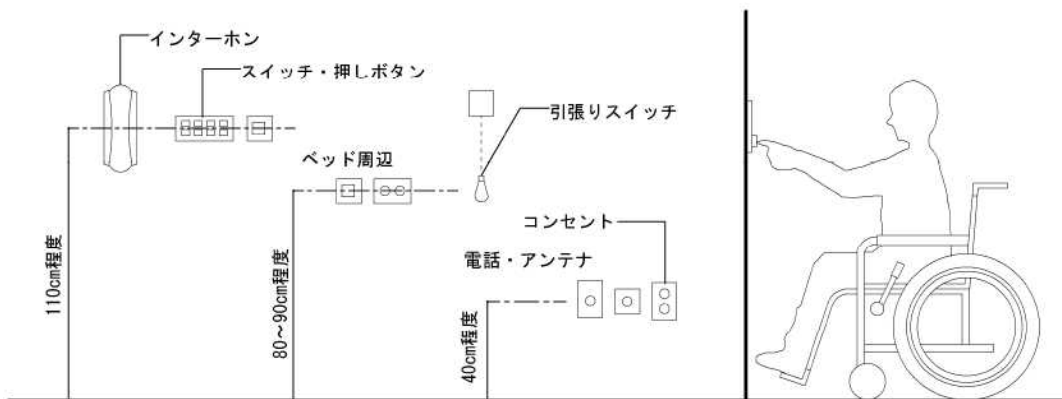 インターホン
スイッチ・押しボタン
引張りスイッチ
ベッド周辺
コンセント
電話・アンテナ
110cm程度
80～90cm程度
40cm程度